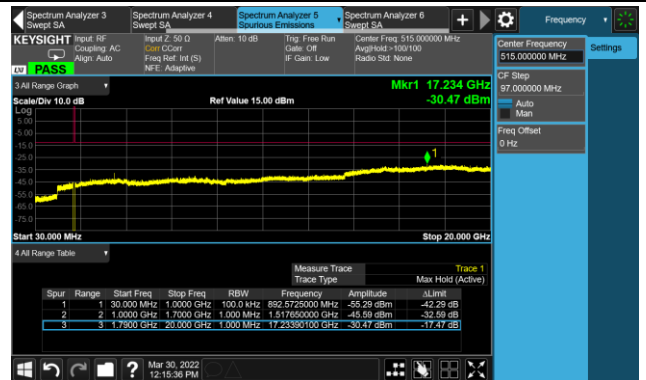 Spectrum Analyzer 3
Swept SA
Spectrum Analyzer 4
Swept SA
Spectrum Analyzer 5
Spurious Emissions
Spectrum Analyzer 6
Swept SA
Frequency
KEYSIGHT
Input: RF
Coupling: AC
Align: Auto
Input Z: 50 Ω
Corr CCorr
Freq Ref: Int (S)
NFE: Adaptive
Atten: 10 dB
Trig: Free Run
Gate: Off
IF Gain: Low
Center Freq: 515.000000 MHz
Avg|Hold:>100/100
Radio Std: None
LXI PASS
Center Frequency
515.000000 MHz
Settings
CF Step
97.000000 MHz
Auto
Man
Freq Offset
0 Hz
3 All Range Graph
Mkr1 17.234 GHz
Scale/Div 10.0 dB
Ref Value 15.00 dBm
-30.47 dBm
Log
5.00
-5.00
-15.0
-25.0
-35.0
-45.0
-55.0
-65.0
-75.0
1
Start 30.000 MHz
Stop 20.000 GHz
4 All Range Table
Measure Trace Trace 1
Trace Type Max Hold (Active)
Spur Range Start Freq Stop Freq RBW Frequency Amplitude ΔLimit
1 1 30.000 MHz 1.0000 GHz 100.0 kHz 892.5725000 MHz -55.29 dBm -42.29 dB
2 2 1.0000 GHz 1.7000 GHz 1.000 MHz 1.517650000 GHz -45.59 dBm -32.59 dB
3 3 1.7900 GHz 20.000 GHz 1.000 MHz 17.23390100 GHz -30.47 dBm -17.47 dB
?
Mar 30, 2022
12:15:36 PM